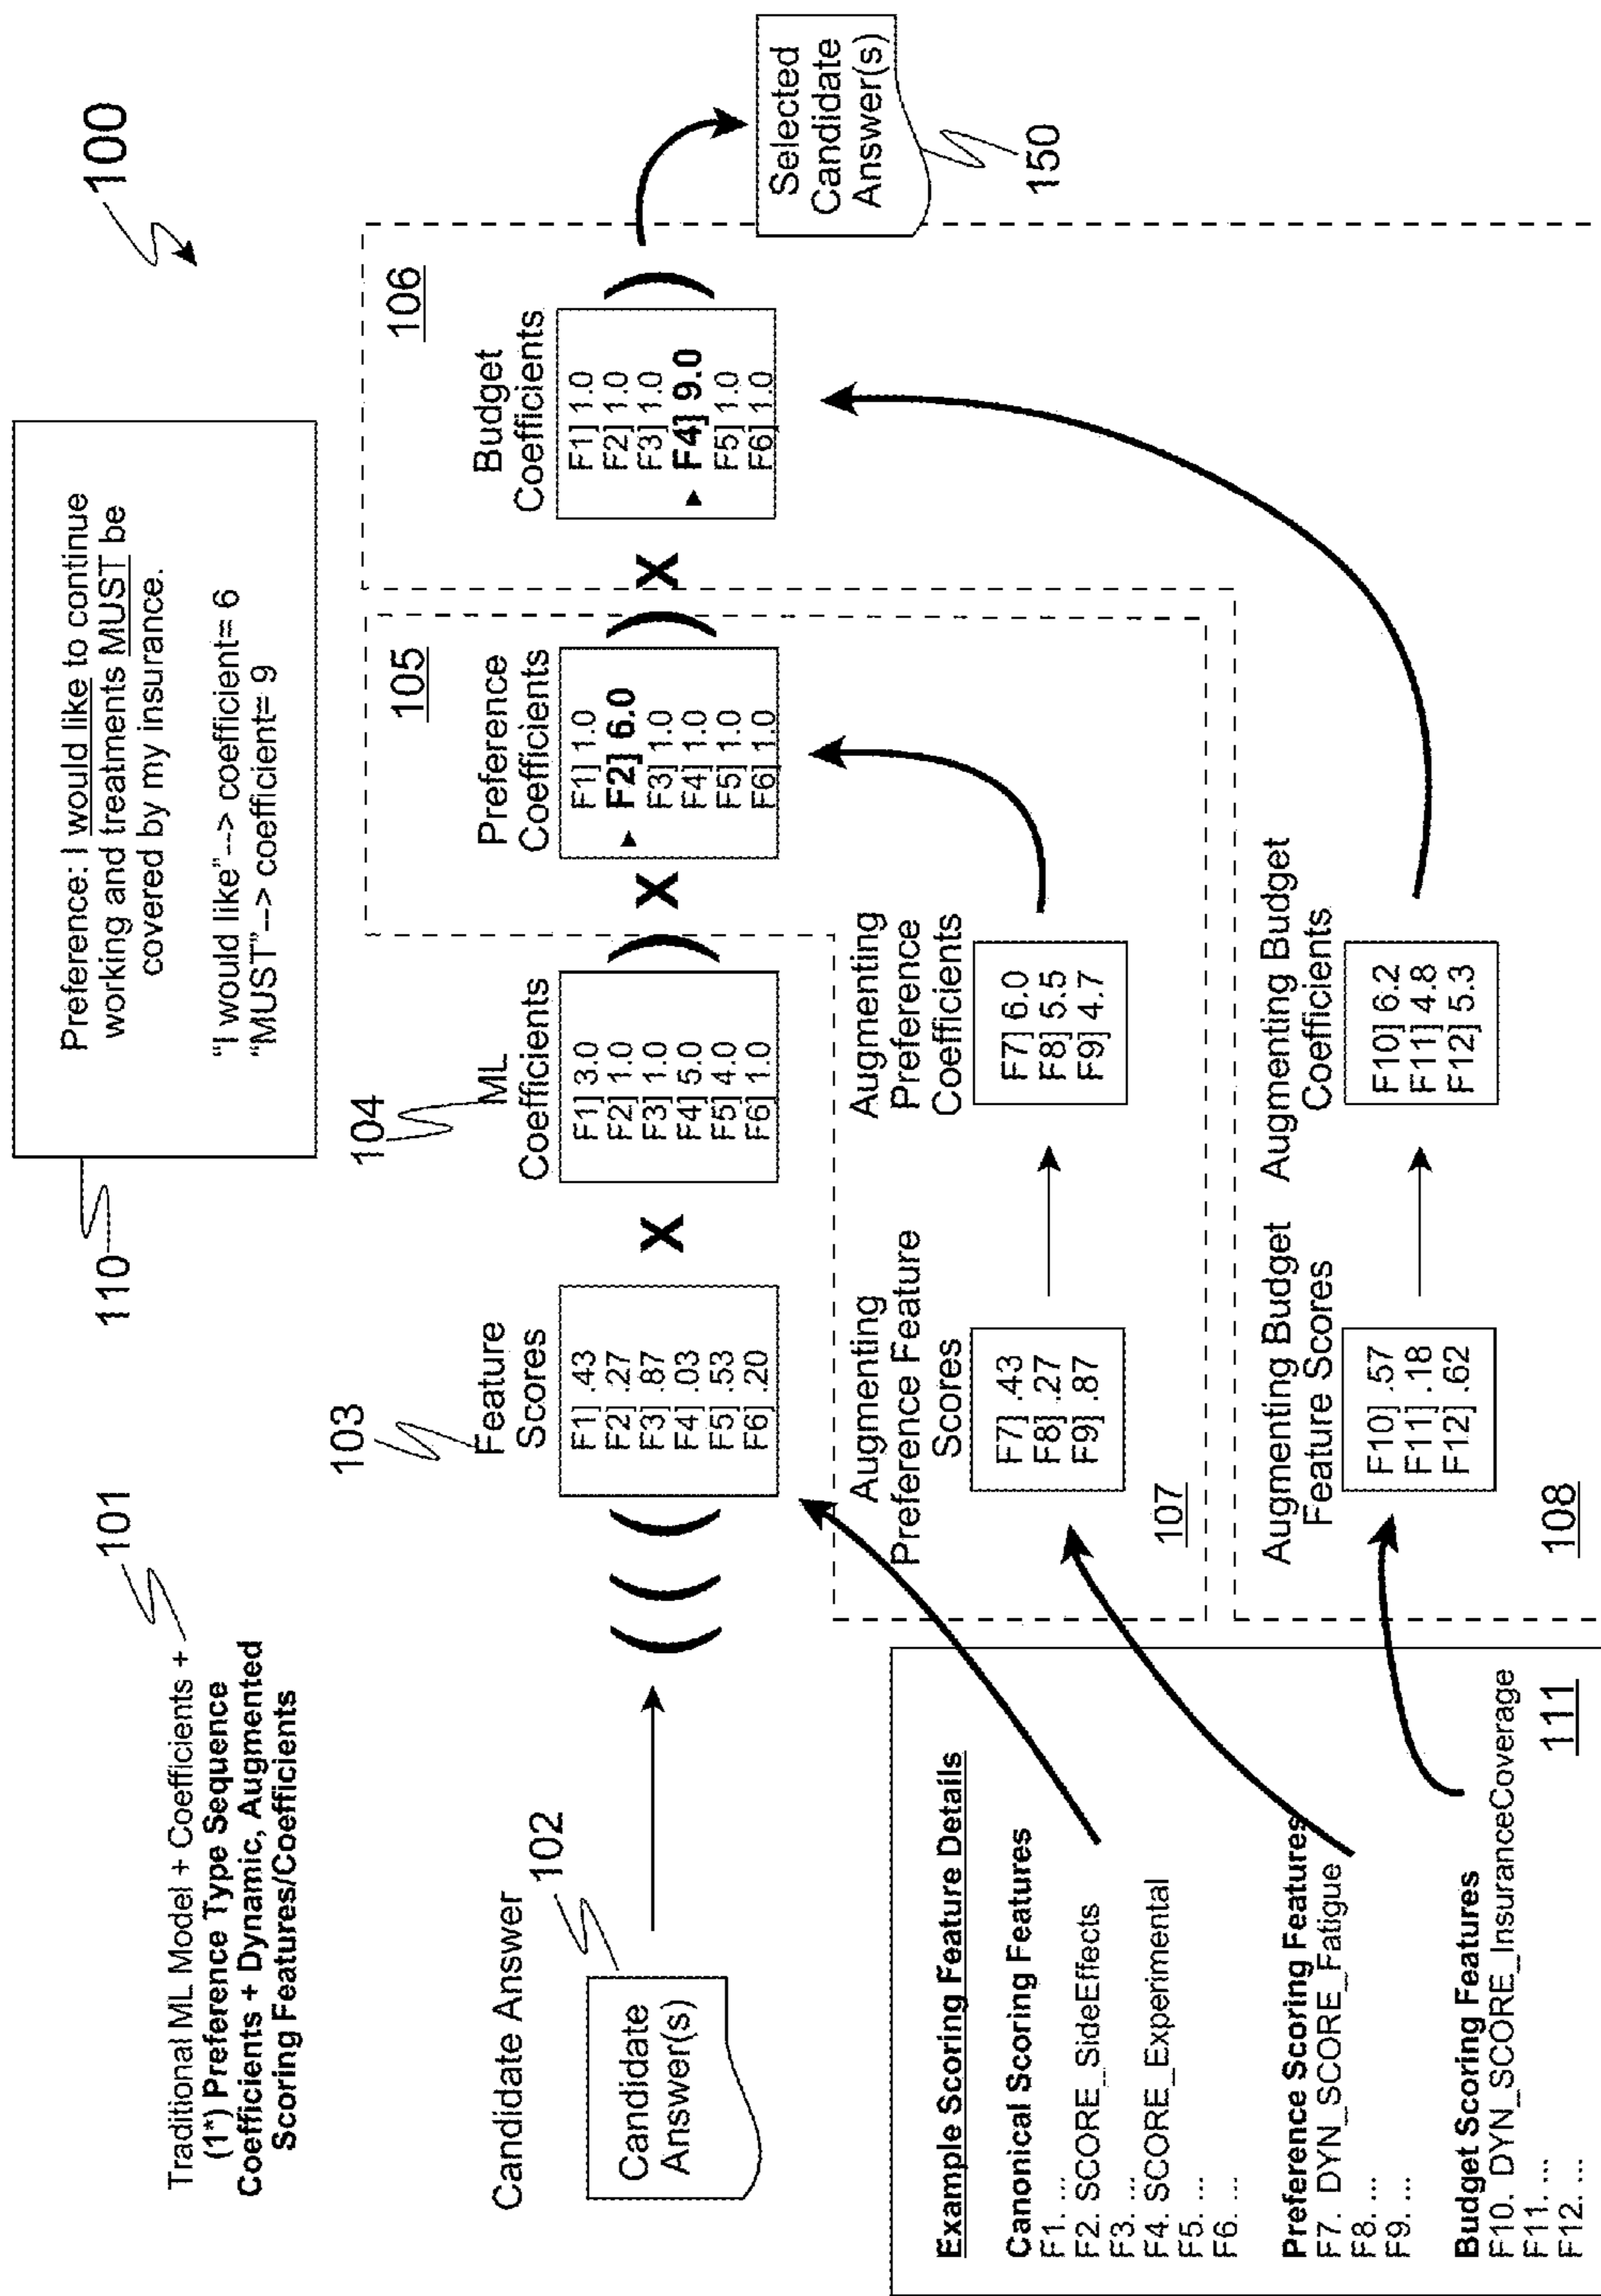 100
Traditional ML Model + Coefficients +
(1*) Preference Type Sequence
Coefficients + Dynamic, Augmented
Scoring Features/Coefficients
101
110
Preference: I would like to continue
working and treatments MUST be
covered by my insurance.
“I would like”--> coefficient= 6
“MUST”--> coefficient= 9
Candidate Answer
102
Candidate
Answer(s)
(((
103
Feature
Scores
F1] .43
F2] .27
F3] .87
F4] .03
F5] .53
F6] .20
X
104
ML
Coefficients
F1] 3.0
F2] 1.0
F3] 1.0
F4] 5.0
F5] 4.0
F6] 1.0
)
X
105
Preference
Coefficients
F1] 1.0
▸ F2] 6.0
F3] 1.0
F4] 1.0
F5] 1.0
F6] 1.0
)
X
106
Budget
Coefficients
F1] 1.0
F2] 1.0
F3] 1.0
▸ F4] 9.0
F5] 1.0
F6] 1.0
)
Selected
Candidate
Answer(s)
150
Augmenting
Preference Feature
Scores
F7] .43
F8] .27
F9] .87
107
Augmenting
Preference
Coefficients
F7] 6.0
F8] 5.5
F9] 4.7
Augmenting Budget
Feature Scores
F10] .57
F11] .18
F12] .62
108
Augmenting Budget
Coefficients
F10] 6.2
F11] 4.8
F12] 5.3
Example Scoring Feature Details
Canonical Scoring Features
F1. ...
F2. SCORE_SideEffects
F3. ...
F4. SCORE_Experimental
F5. ...
F6. ...
Preference Scoring Features
F7. DYN_SCORE_Fatigue
F8. ...
F9. ...
Budget Scoring Features
F10. DYN_SCORE_InsuranceCoverage
F11. ...
F12. ...
111